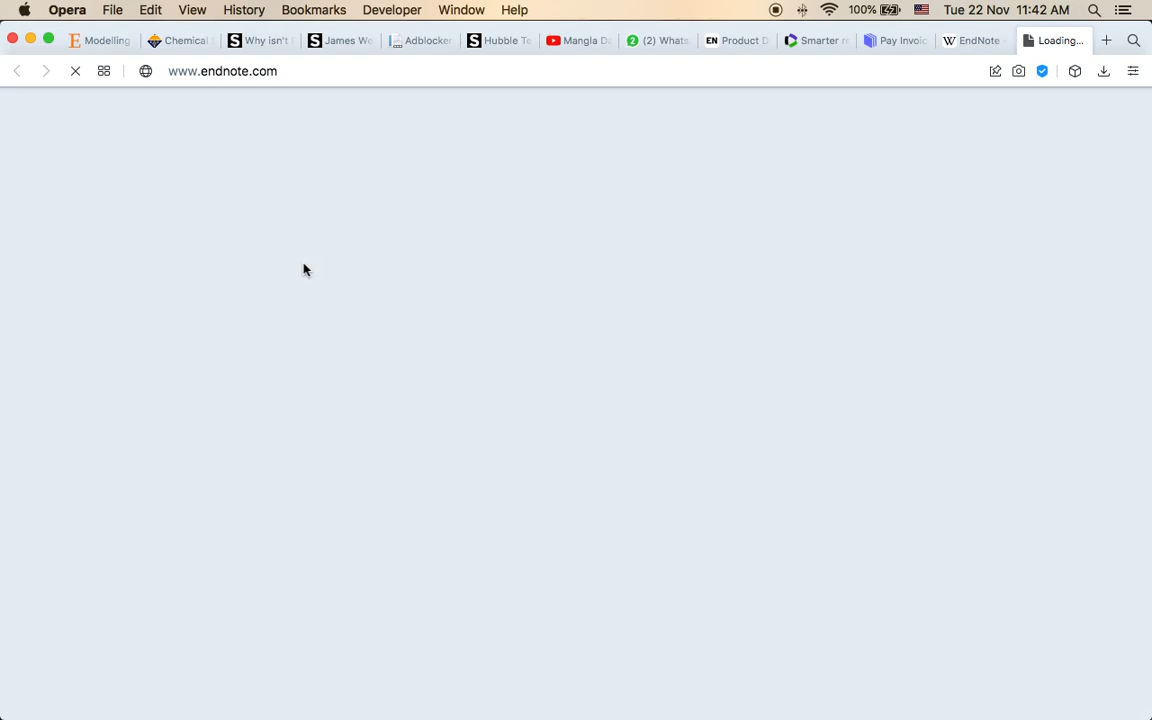 Opera File Edit View History Bookmarks Developer Window Help 100% Tue 22 Nov 11:42 AM
Modelling Chemical Why isn't James We Adblocker Hubble Te Mangla Da (2) Whats Product D Smarter r Pay Invoic EndNote Loading...
www.endnote.com